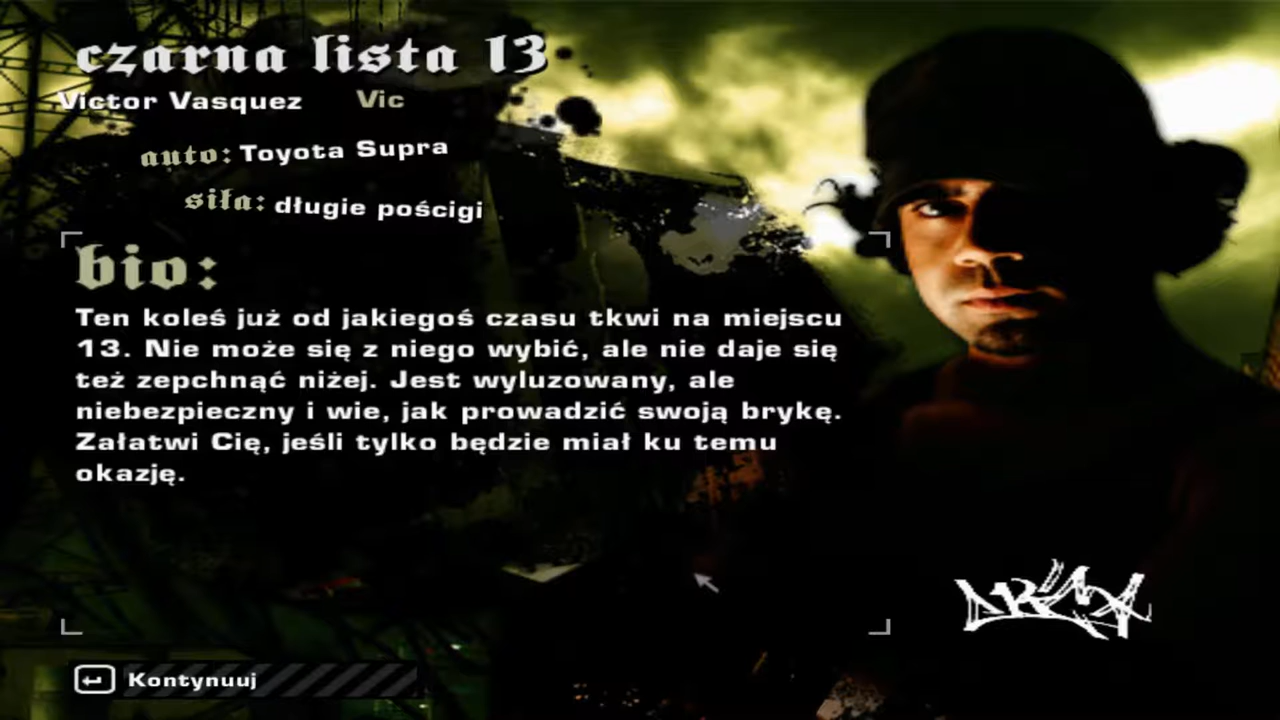 czarna lista 13
Victor Vasquez Vic
auto: Toyota Supra
siła: długie pościgi
bio:
Ten koleś już od jakiegoś czasu tkwi na miejscu
13. Nie może się z niego wybić, ale nie daje się
też zepchnąć niżej. Jest wyluzowany, ale
niebezpieczny i wie, jak prowadzić swoją brykę.
Załatwi Cię, jeśli tylko będzie miał ku temu
okazję.
Kontynuuj